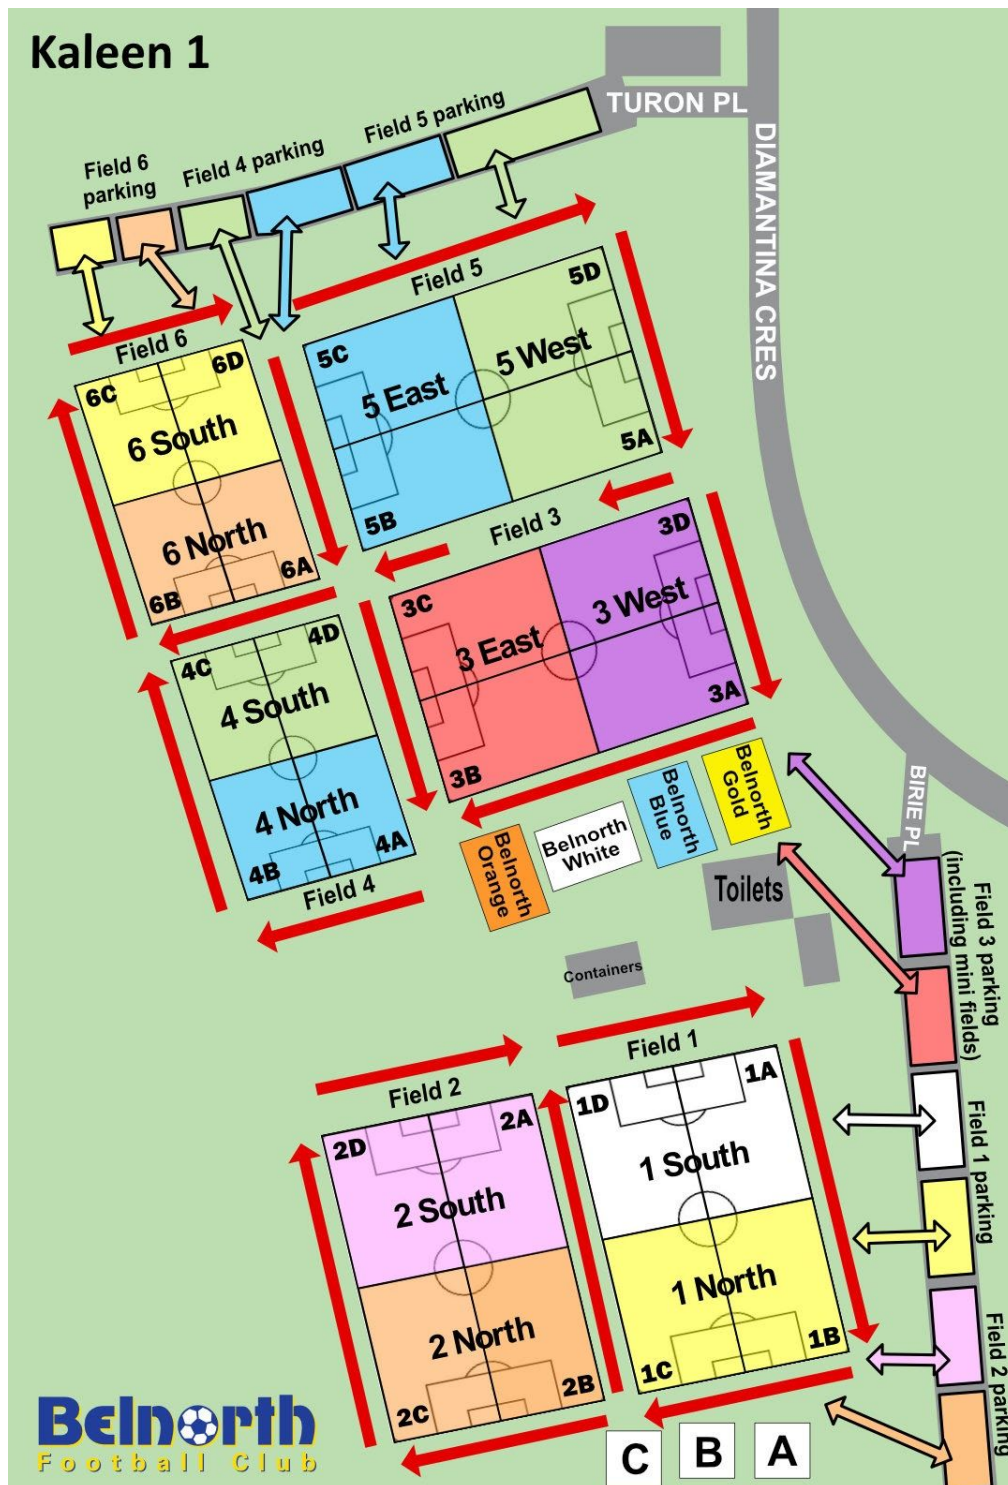 Kaleen 1
TURON PL
DIAMANTINA CRES
Field 5 parking
Field 4 parking
Field 6
parking
Field 5
5D
5C
5 West
5 East
5A
5B
Field 6
6D
6C
6 South
6 North
6A
6B
Field 3
3D
3C
3 West
3 East
3A
3B
4D
4C
4 South
4 North
4A
4B
Field 4
Belnorth
Gold
Belnorth
Blue
Belnorth
White
Belnorth
Orange
BIRIE PL
Toilets
Containers
Field 3 parking
(including mini fields)
Field 1
1A
1D
1 South
1 North
1B
1C
Field 2
2A
2D
2 South
2 North
2B
2C
Field 1 parking
Field 2 parking
C B A
Belnorth
Football Club